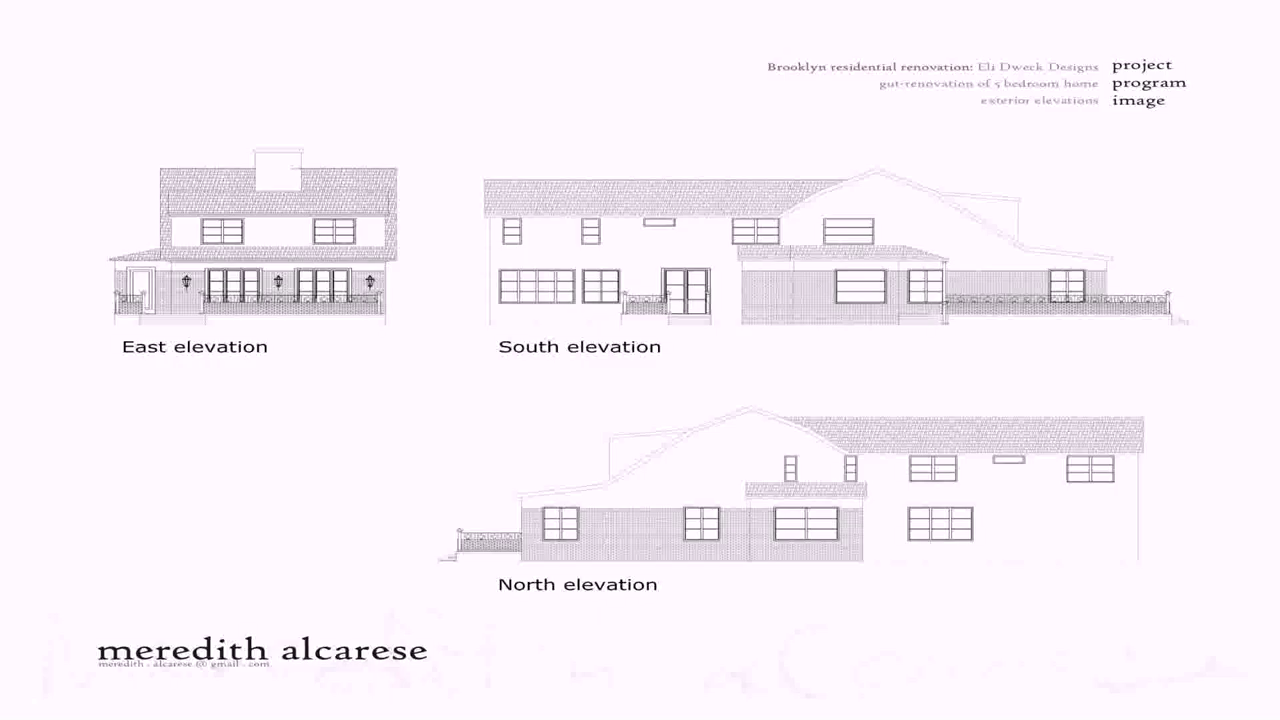 Brooklyn residential renovation: Eli Dweck Designs project
gut-renovation of 5 bedroom home program
exterior elevations image
East elevation
South elevation
North elevation
meredith alcarese
meredith . alcarese @ gmail . com